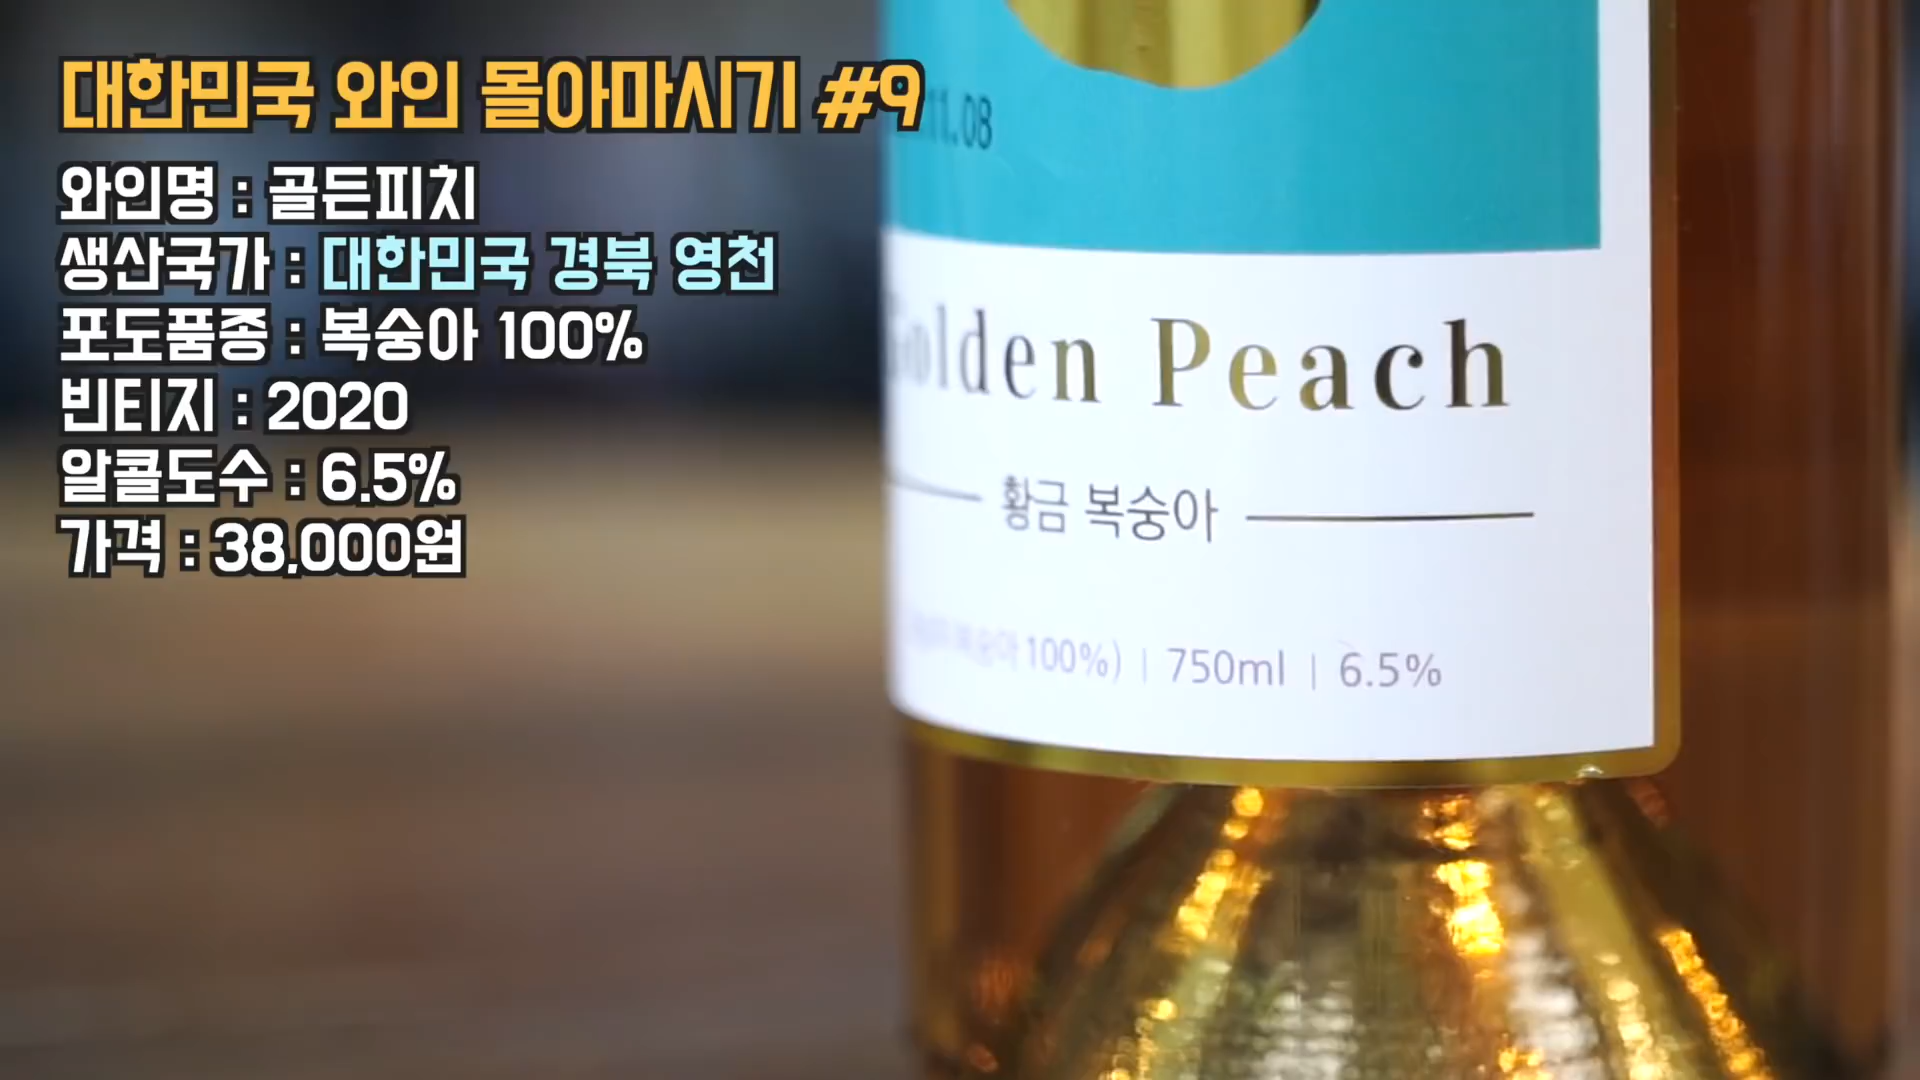 대한민국 와인 몰아마시기 #9
와인명 : 골든피치
생산국가 : 대한민국 경북 영천
포도품종 : 복숭아 100%
빈티지 : 2020
알콜도수 : 6.5%
가격 : 38,000원
11.08
Golden Peach
황금 복숭아
100%) | 750ml | 6.5%